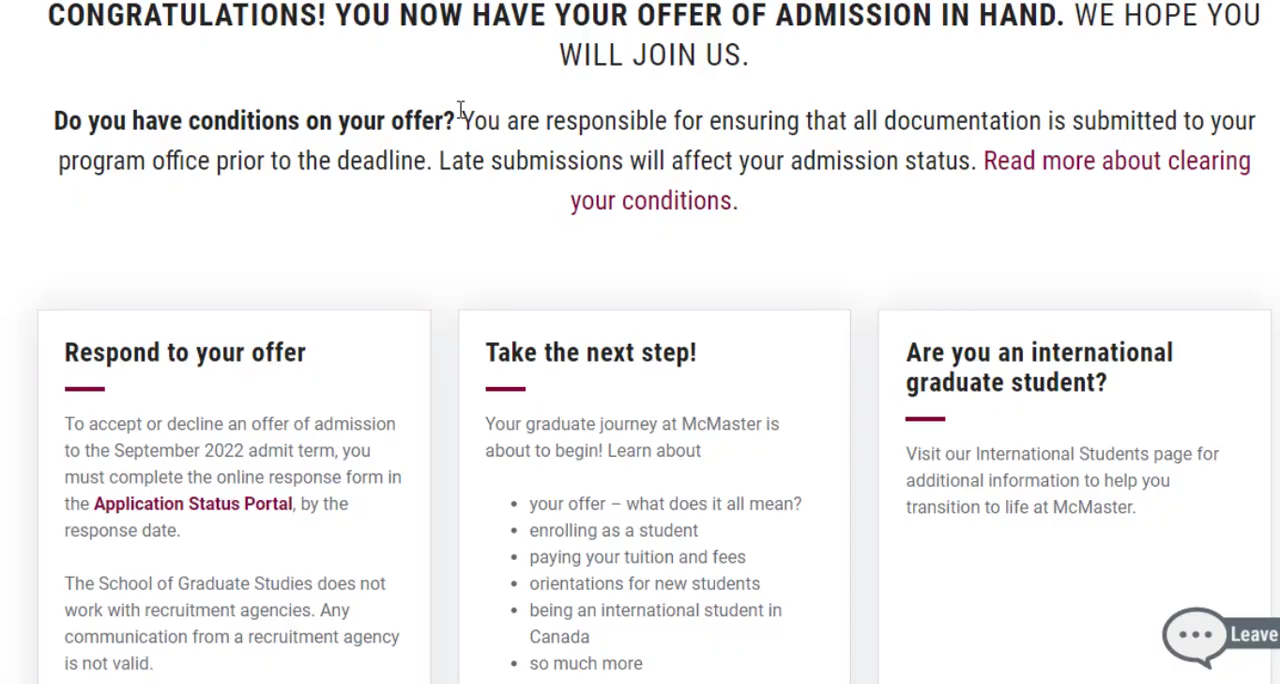 CONGRATULATIONS! YOU NOW HAVE YOUR OFFER OF ADMISSION IN HAND. WE HOPE YOU
WILL JOIN US.
Do you have conditions on your offer? You are responsible for ensuring that all documentation is submitted to your
program office prior to the deadline. Late submissions will affect your admission status. Read more about clearing
your conditions.
Respond to your offer
To accept or decline an offer of admission
to the September 2022 admit term, you
must complete the online response form in
the Application Status Portal, by the
response date.
The School of Graduate Studies does not
work with recruitment agencies. Any
communication from a recruitment agency
is not valid.
Take the next step!
Your graduate journey at McMaster is
about to begin! Learn about
• your offer – what does it all mean?
• enrolling as a student
• paying your tuition and fees
• orientations for new students
• being an international student in
Canada
• so much more
Are you an international
graduate student?
Visit our International Students page for
additional information to help you
transition to life at McMaster.
Leave